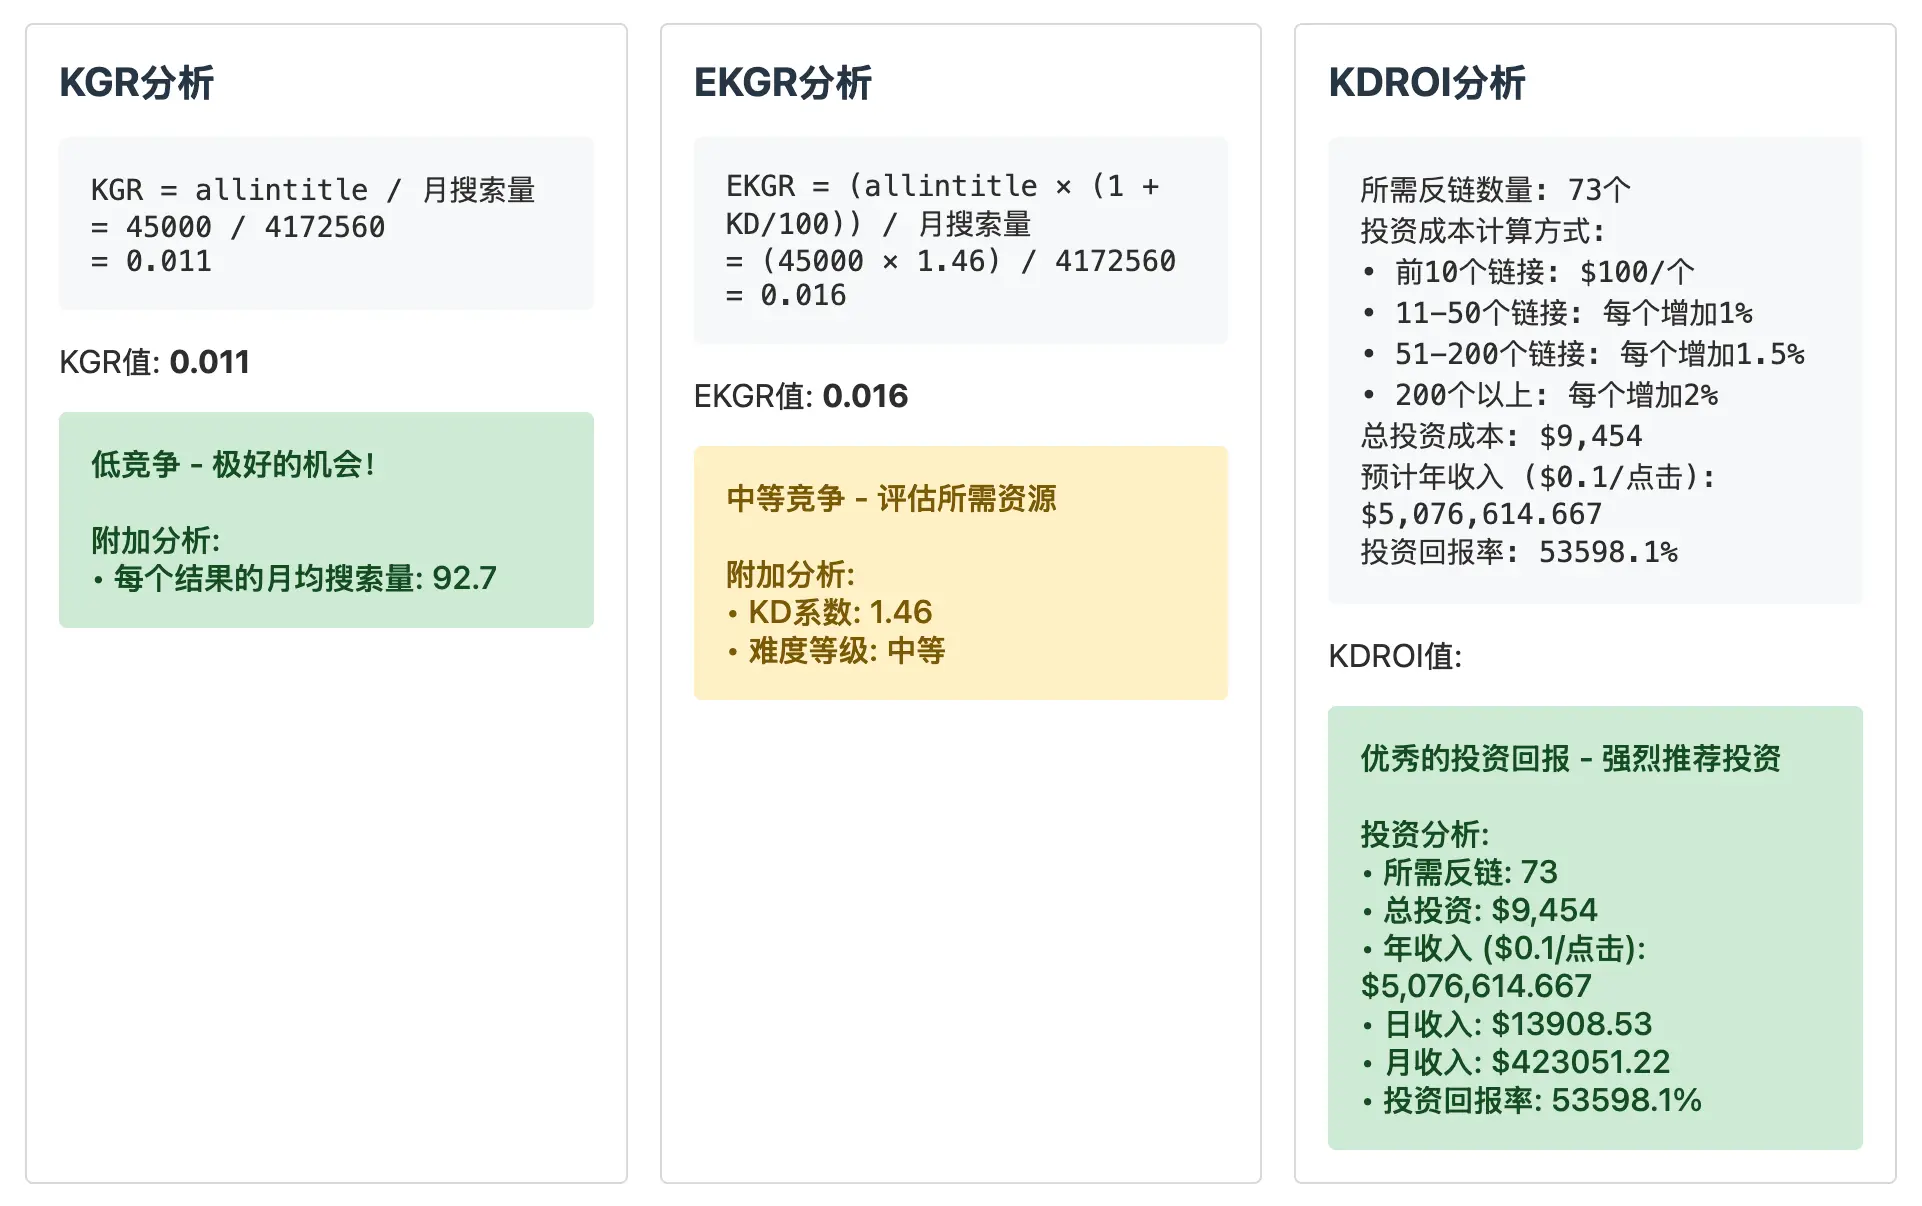 KGR分析
KGR = allintitle / 月搜索量
= 45000 / 4172560
= 0.011
KGR值: 0.011
低竞争 - 极好的机会!
附加分析:
• 每个结果的月均搜索量: 92.7
EKGR分析
EKGR = (allintitle × (1 +
KD/100)) / 月搜索量
= (45000 × 1.46) / 4172560
= 0.016
EKGR值: 0.016
中等竞争 - 评估所需资源
附加分析:
• KD系数: 1.46
• 难度等级: 中等
KDROI分析
所需反链数量: 73个
投资成本计算方式:
• 前10个链接: $100/个
• 11-50个链接: 每个增加1%
• 51-200个链接: 每个增加1.5%
• 200个以上: 每个增加2%
总投资成本: $9,454
预计年收入 ($0.1/点击):
$5,076,614.667
投资回报率: 53598.1%
KDROI值:
优秀的投资回报 - 强烈推荐投资
投资分析:
• 所需反链: 73
• 总投资: $9,454
• 年收入 ($0.1/点击):
$5,076,614.667
• 日收入: $13908.53
• 月收入: $423051.22
• 投资回报率: 53598.1%